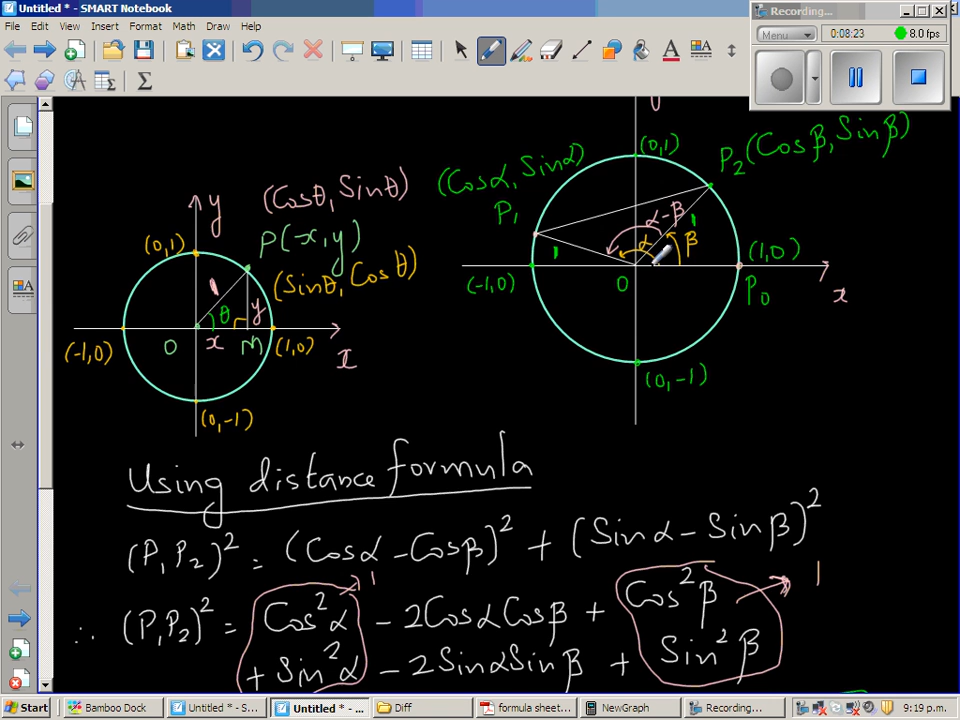 Untitled * - SMART Notebook
File Edit View Insert Format Math Draw Help
Recording...
Menu
0:08:23
8.0 fps
y
(0,1)
P2(Cosβ, Sinβ)
(Cosα, Sinα)
P1
α-β
α
β
1
1
(-1,0)
O
(1,0)
P0
x
(0,-1)
y
(Cosθ, Sinθ)
(0,1)
P(x,y)
(Sinθ, Cosθ)
1
θ
y
(-1,0)
O
x
M
(1,0)
x
(0,-1)
Using distance formula
(P1P2)² = (Cosα - Cosβ)² + (Sinα - Sinβ)²
∴ (P1P2)² = Cos²α - 2CosαCosβ + Cos²β
+ Sin²α - 2SinαSinβ + Sin²β
1
1
Start
Bamboo Dock
Untitled * - S...
Untitled * - ...
Diff
formula sheet...
NewGraph
Recording...
9:19 p.m.